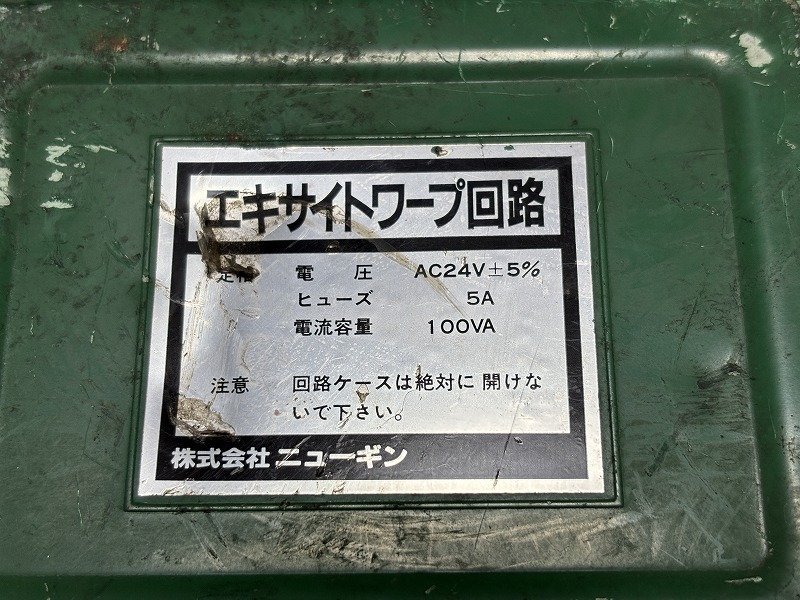 エキサイトワープ回路
定格 電 圧 AC24V±5%
ヒューズ 5A
電流容量 100VA
注意 回路ケースは絶対に 開けな
いで下さい。
株式会社 ニューギン